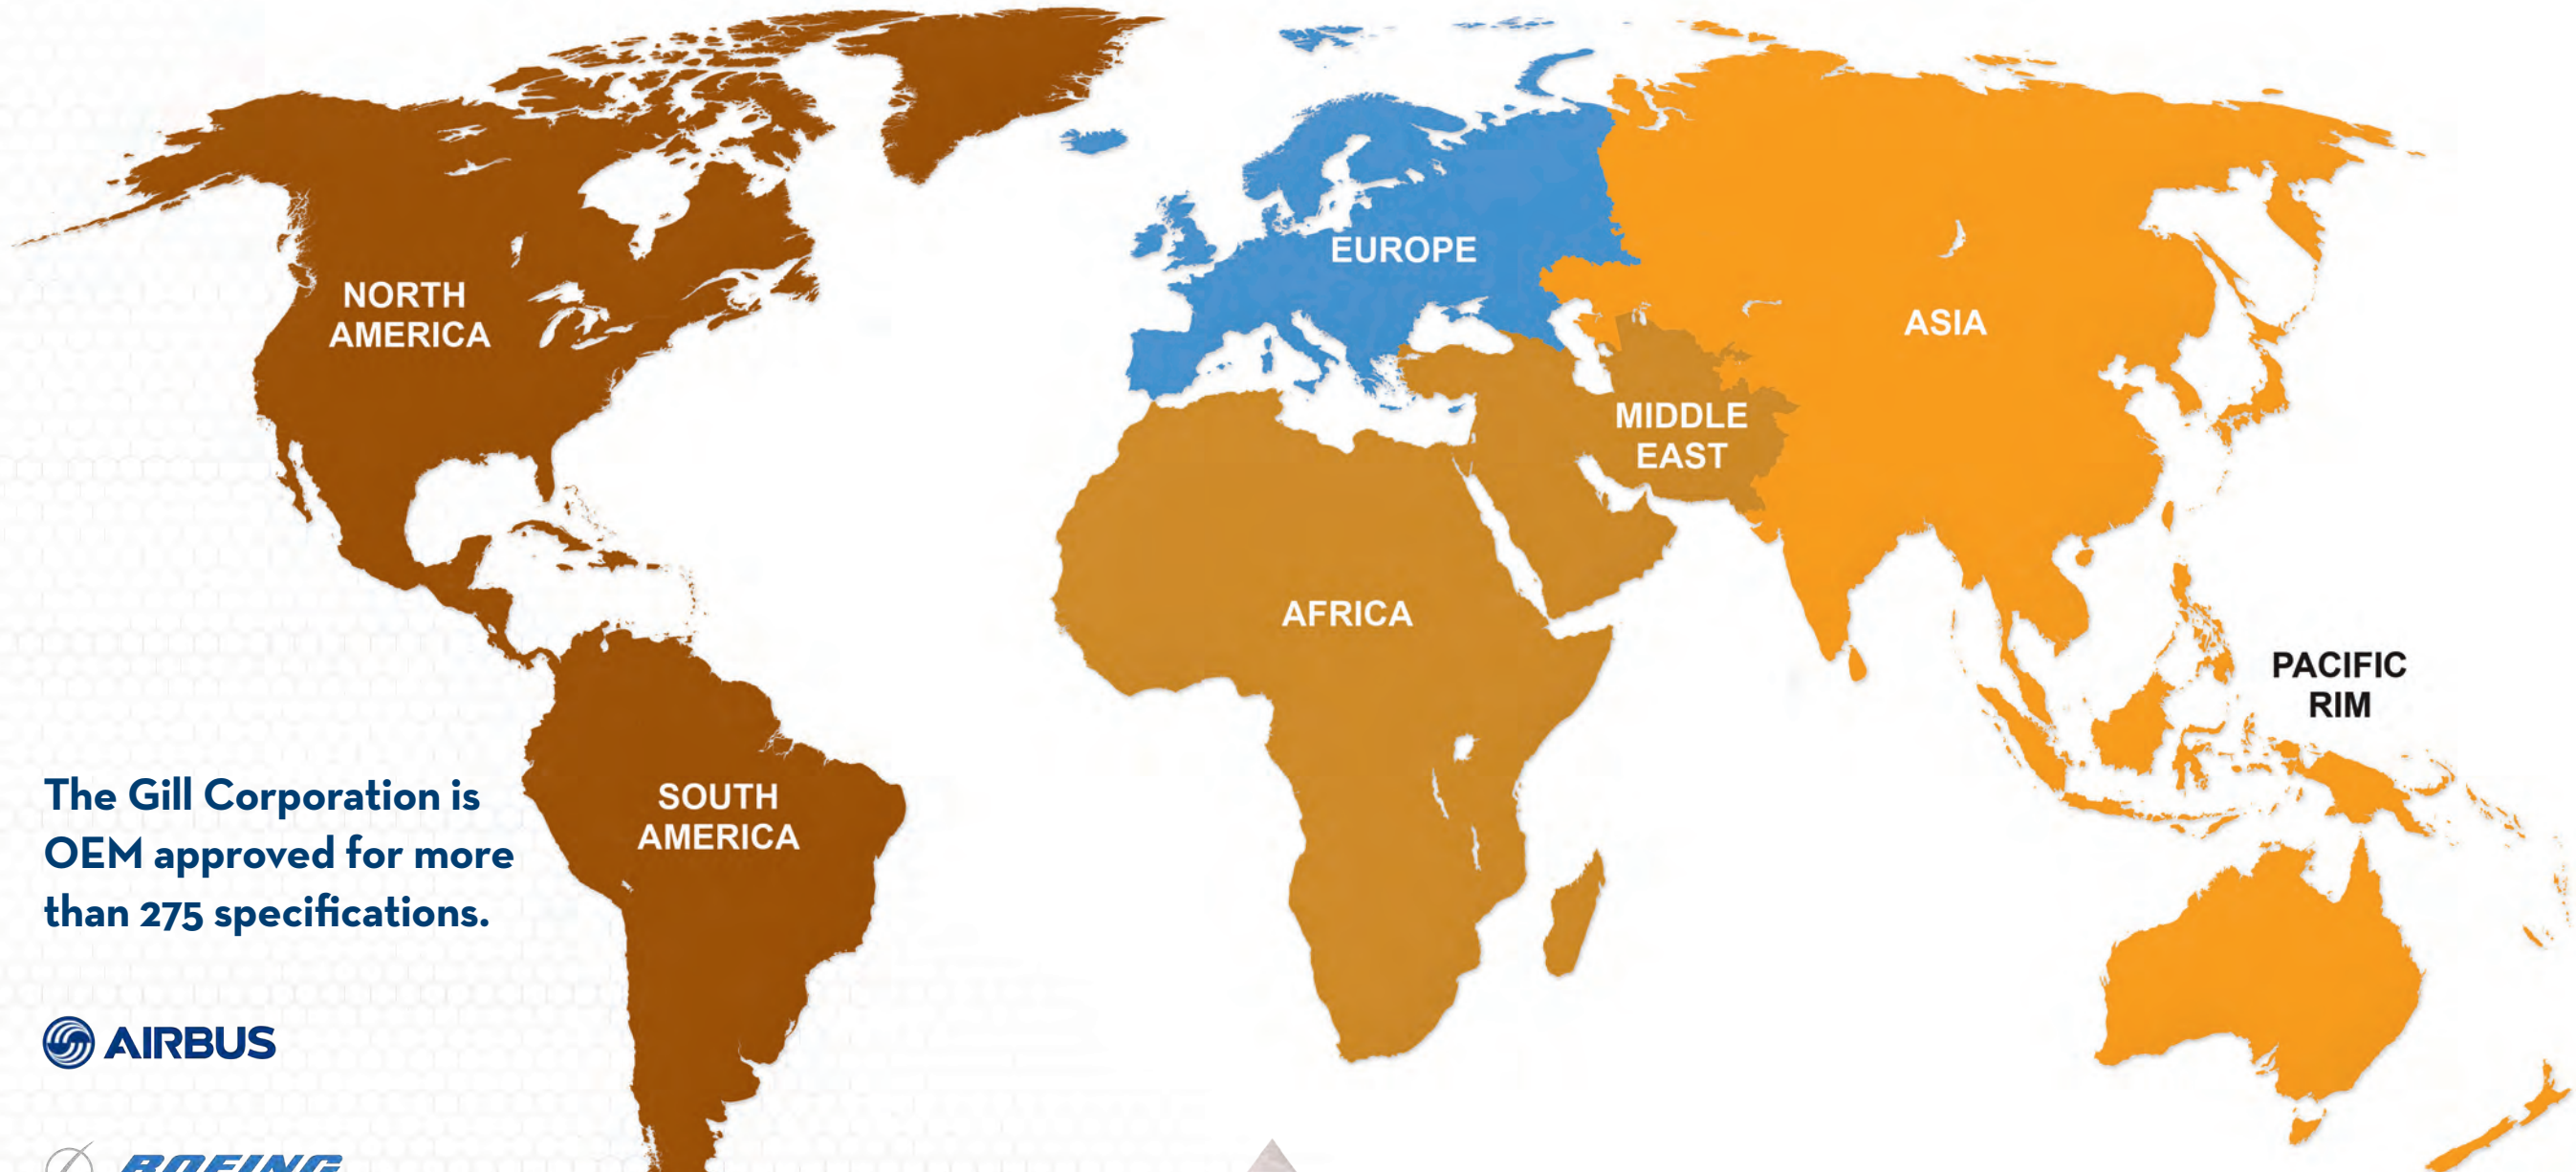 NORTH
AMERICA
EUROPE
ASIA
MIDDLE
EAST
AFRICA
PACIFIC
RIM
SOUTH
AMERICA
The Gill Corporation is
OEM approved for more
than 275 specifications.
AIRBUS
BOEING